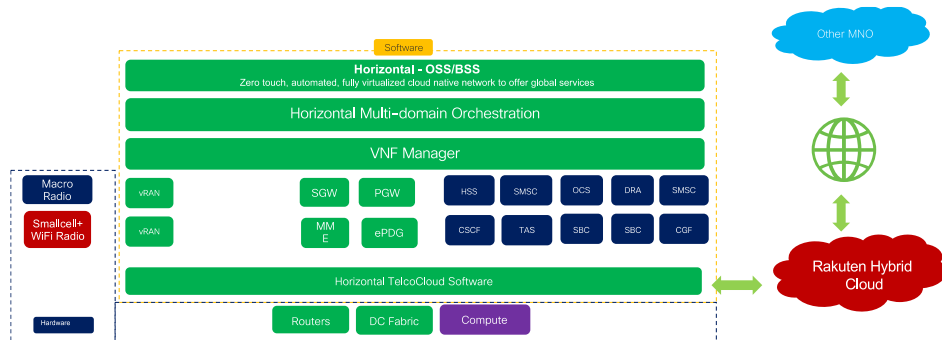 Software
Other MNO
Horizontal - OSS/BSS
Zero touch, automated, fully virtualized cloud native network to offer global services
Horizontal Multi-domain Orchestration
VNF Manager
Macro
Radio
vRAN
SGW
PGW
HSS
SMSC
OCS
DRA
SMSC
Smallcell+
WiFi Radio
vRAN
MM
E
ePDG
CSCF
TAS
SBC
SBC
CGF
Horizontal TelcoCloud Software
Rakuten Hybrid
Cloud
Hardware
Routers
DC Fabric
Compute